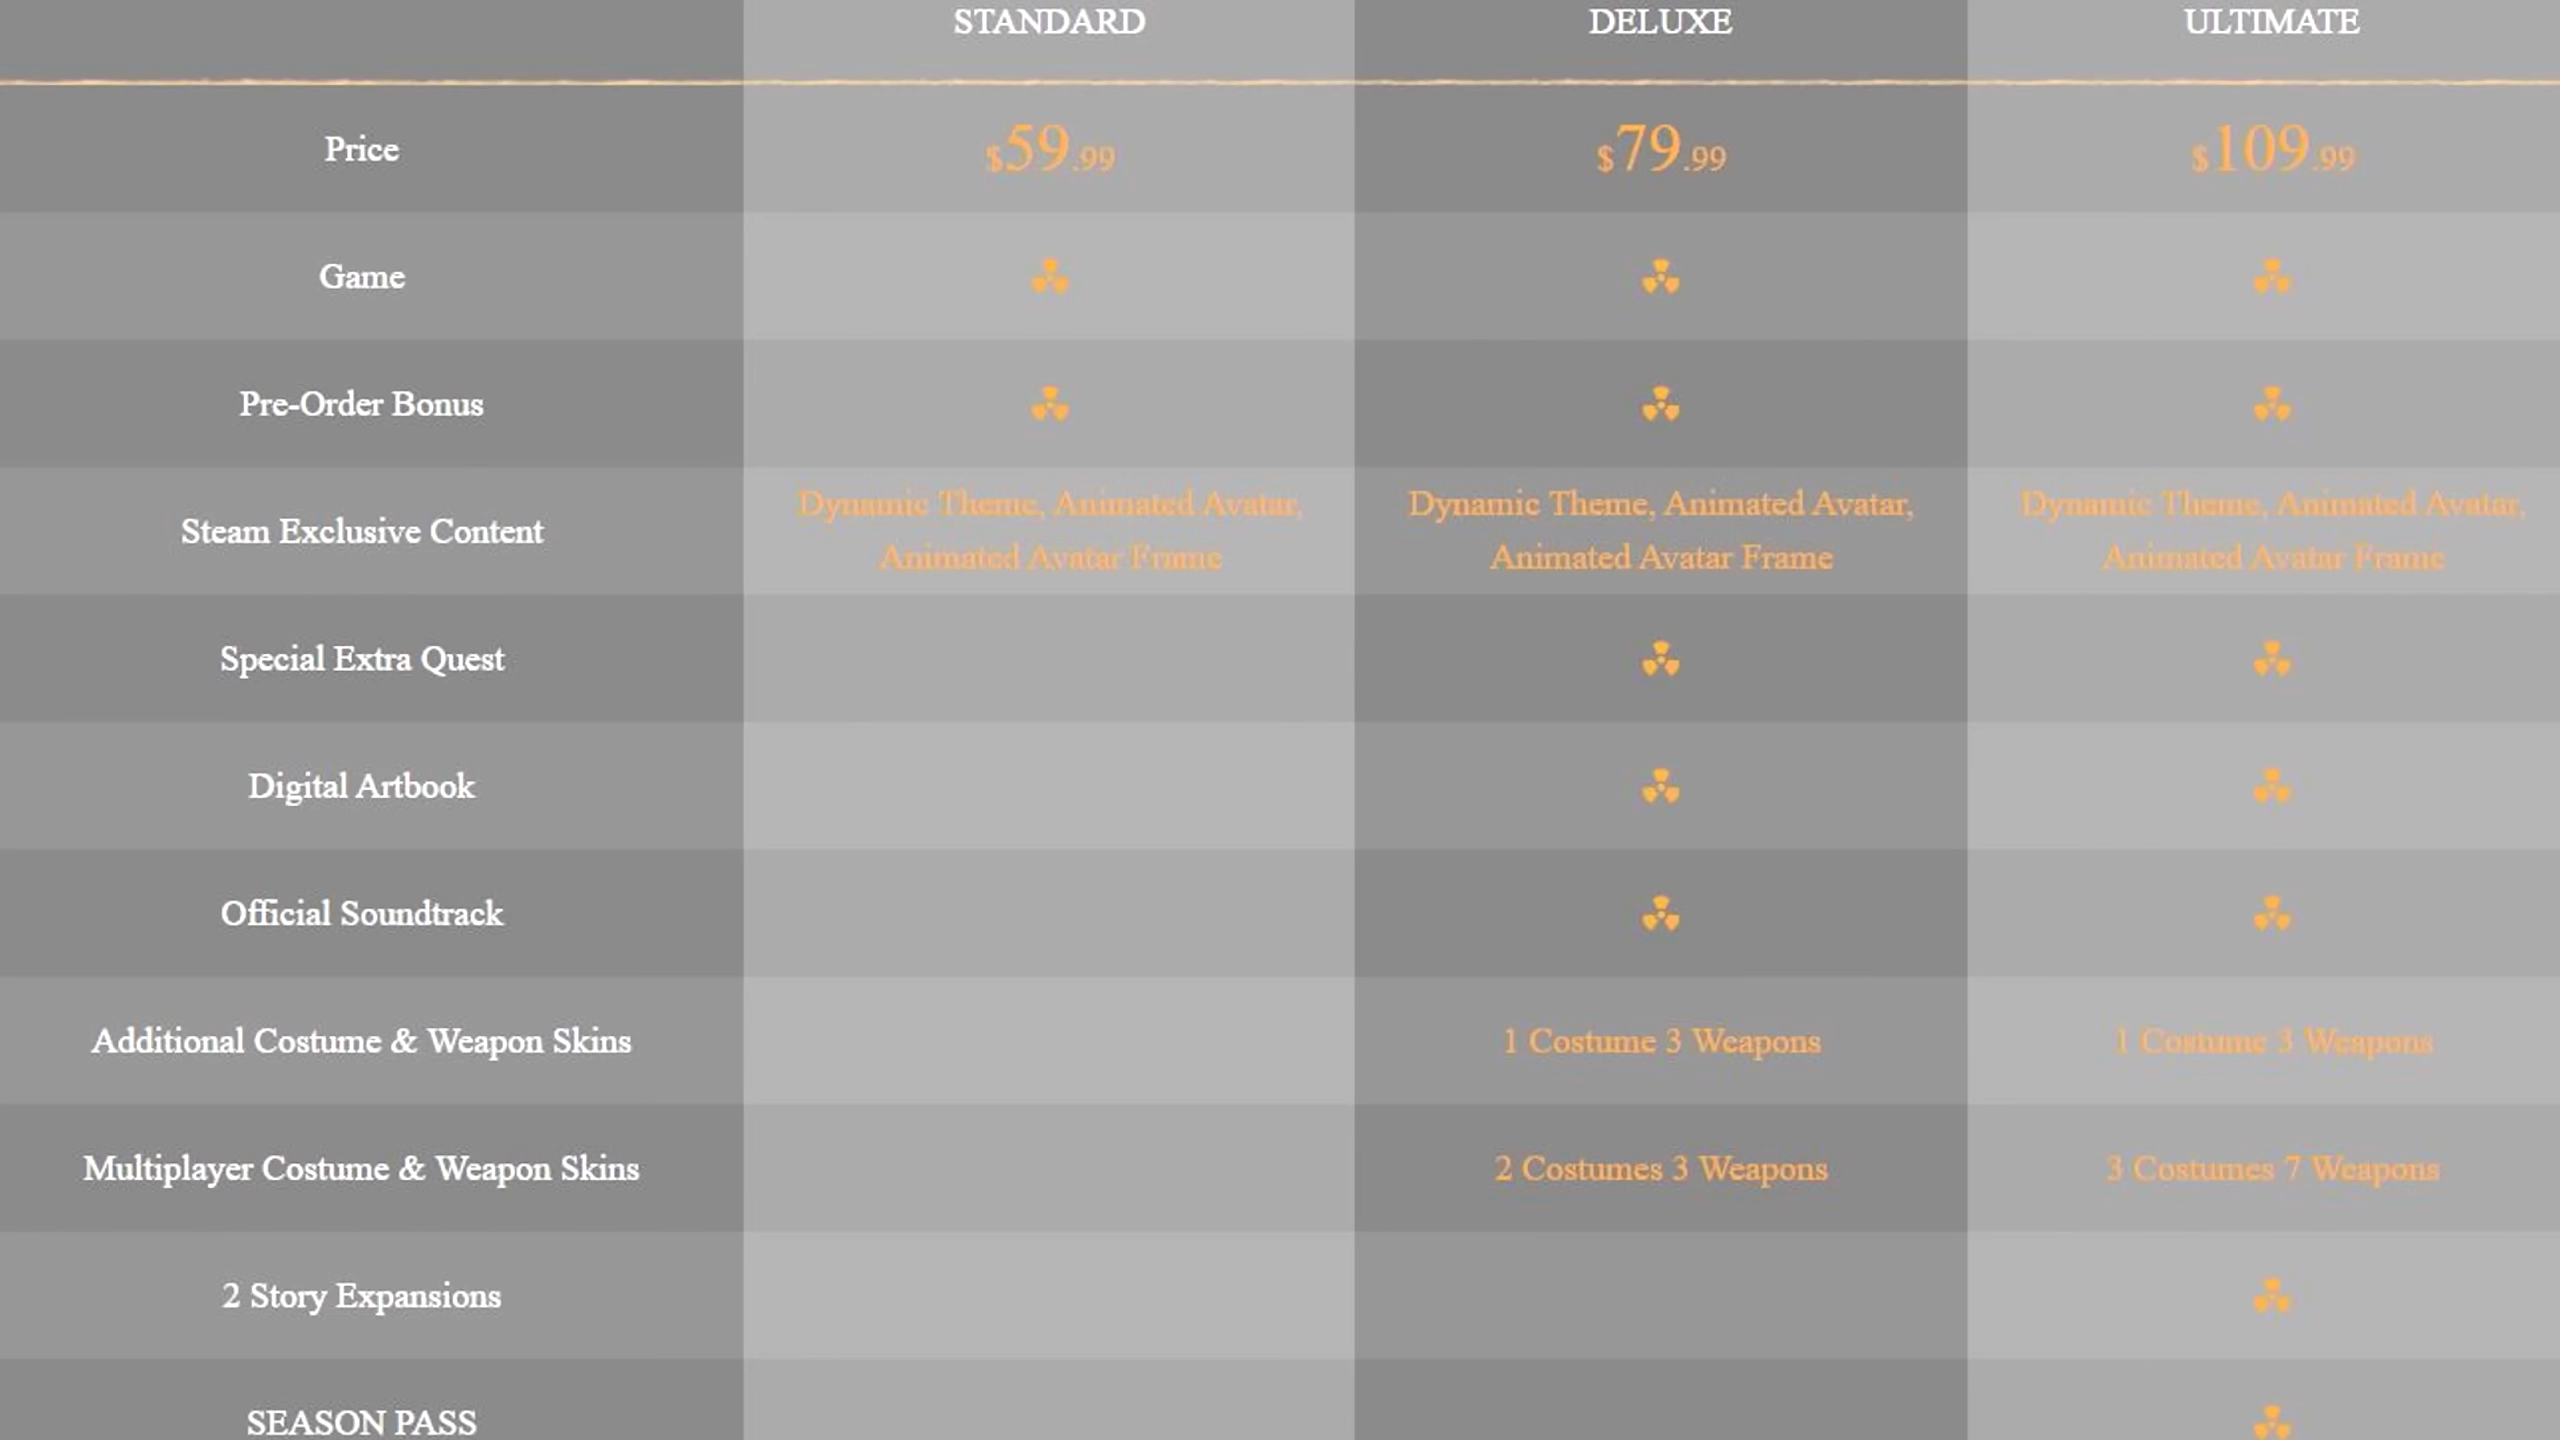 STANDARD DELUXE ULTIMATE
Price $59.99 $79.99 $109.99
Game
Pre-Order Bonus
Steam Exclusive Content
Dynamic Theme, Animated Avatar,
Animated Avatar Frame
Dynamic Theme, Animated Avatar,
Animated Avatar Frame
Dynamic Theme, Animated Avatar,
Animated Avatar Frame
Special Extra Quest
Digital Artbook
Official Soundtrack
Additional Costume & Weapon Skins 1 Costume 3 Weapons 1 Costume 3 Weapons
Multiplayer Costume & Weapon Skins 2 Costumes 3 Weapons 3 Costumes 7 Weapons
2 Story Expansions
SEASON PASS